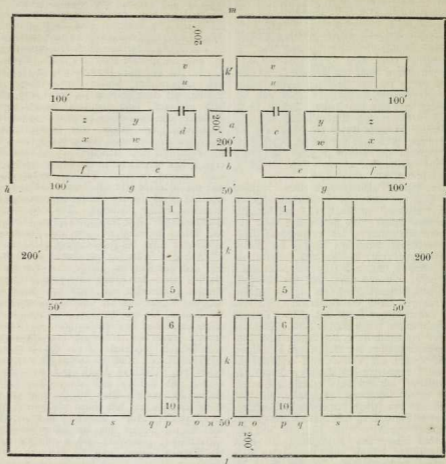 m
200'
v v
u k' u
100' 100'
z y d 200' a c y z
x w 200' w x
f e b e f
100' g 50' g 100'
h 1 k 1
200' 200'
5 5
50' r r 50
6 k 6
10 10
t s q p o n 50' n o p q s t
200'
l